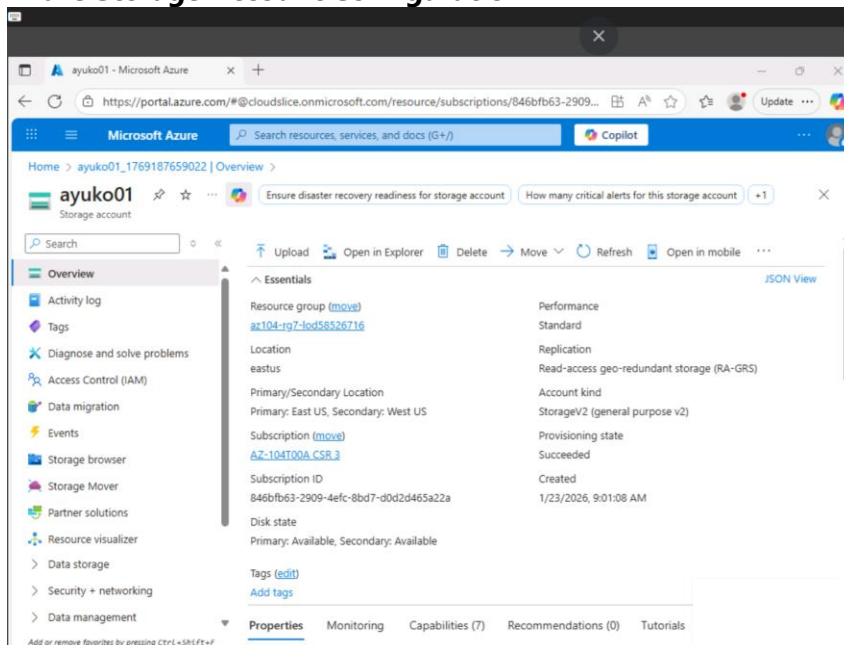 ayuko01 - Microsoft Azure
https://portal.azure.com/#@cloudslice.onmicrosoft.com/resource/subscriptions/846bfb63-2909...
Update
Microsoft Azure
Search resources, services, and docs (G+/)
Copilot
Home > ayuko01_1769187659022 | Overview >
ayuko01
Storage account
Ensure disaster recovery readiness for storage account
How many critical alerts for this storage account
+1
Search
Overview
Activity log
Tags
Diagnose and solve problems
Access Control (IAM)
Data migration
Events
Storage browser
Storage Mover
Partner solutions
Resource visualizer
Data storage
Security + networking
Data management
Add or remove favorites by pressing Ctrl+Shift+F
Upload Open in Explorer Delete Move Refresh Open in mobile ...
Essentials
JSON View
Resource group (move)
az104-rg7-lod58526716
Location
eastus
Primary/Secondary Location
Primary: East US, Secondary: West US
Subscription (move)
AZ-104T00A CSR 3
Subscription ID
846bfb63-2909-4efc-8bd7-d0d2d465a22a
Disk state
Primary: Available, Secondary: Available
Performance
Standard
Replication
Read-access geo-redundant storage (RA-GRS)
Account kind
StorageV2 (general purpose v2)
Provisioning state
Succeeded
Created
1/23/2026, 9:01:08 AM
Tags (edit)
Add tags
Properties Monitoring Capabilities (7) Recommendations (0) Tutorials